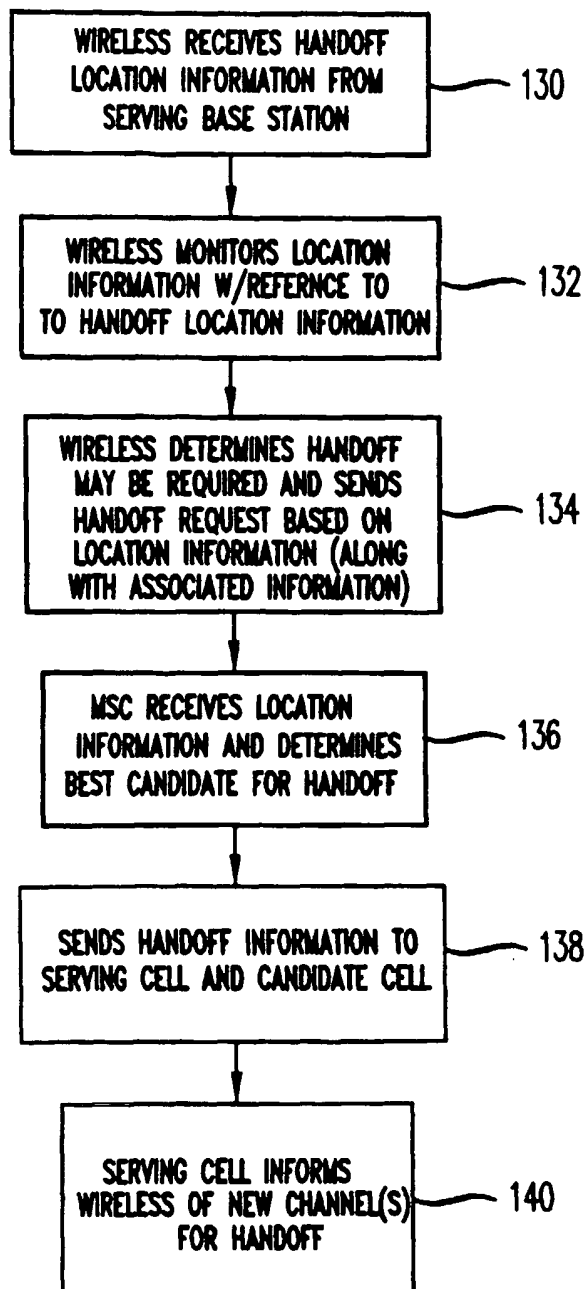 WIRELESS RECEIVES HANDOFF
LOCATION INFORMATION FROM
SERVING BASE STATION
130
WIRELESS MONITORS LOCATION
INFORMATION W/REFERNCE TO
TO HANDOFF LOCATION INFORMATION
132
WIRELESS DETERMINES HANDOFF
MAY BE REQUIRED AND SENDS
HANDOFF REQUEST BASED ON
LOCATION INFORMATION (ALONG
WITH ASSOCIATED INFORMATION)
134
MSC RECEIVES LOCATION
INFORMATION AND DETERMINES
BEST CANDIDATE FOR HANDOFF
136
SENDS HANDOFF INFORMATION TO
SERVING CELL AND CANDIDATE CELL
138
SERVING CELL INFORMS
WIRELESS OF NEW CHANNEL(S)
FOR HANDOFF
140